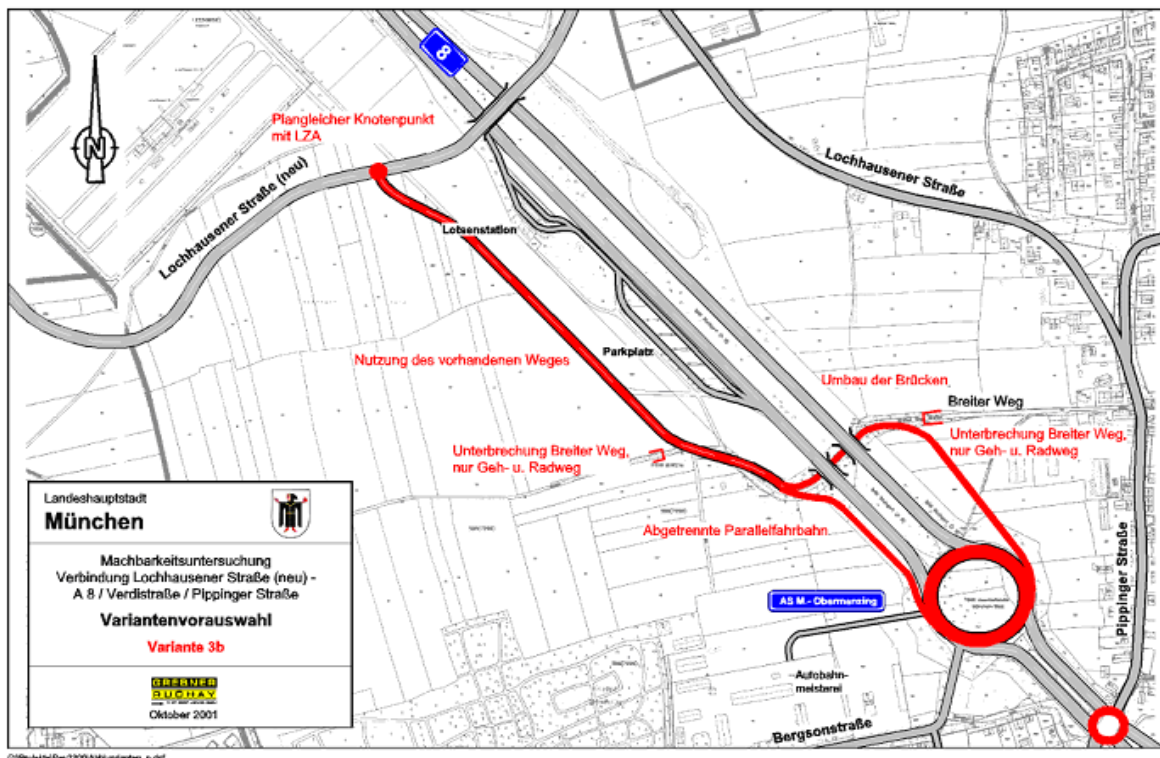 8
Plangleicher Knotenpunkt
mit LZA
N
Lochhausener Straße (neu)
Lochhausener Straße
Lotsenstation
Nutzung des vorhandenen Weges
Parkplatz
Umbau der Brücken
Breiter Weg
Unterbrechung Breiter Weg,
nur Geh- u. Radweg
Unterbrechung Breiter Weg,
nur Geh- u. Radweg
Abgetrennte Parallelfahrbahn
AS M.- Obermenzing
Pippinger Straße
Autobahn-
meisterei
Bergsonstraße
Landeshauptstadt
München
Machbarkeitsuntersuchung
Verbindung Lochhausener Straße (neu) -
A 8 / Verdistraße / Pippinger Straße
Variantenvorauswahl
Variante 3b
GREBNER
RUCHAY
Oktober 2001